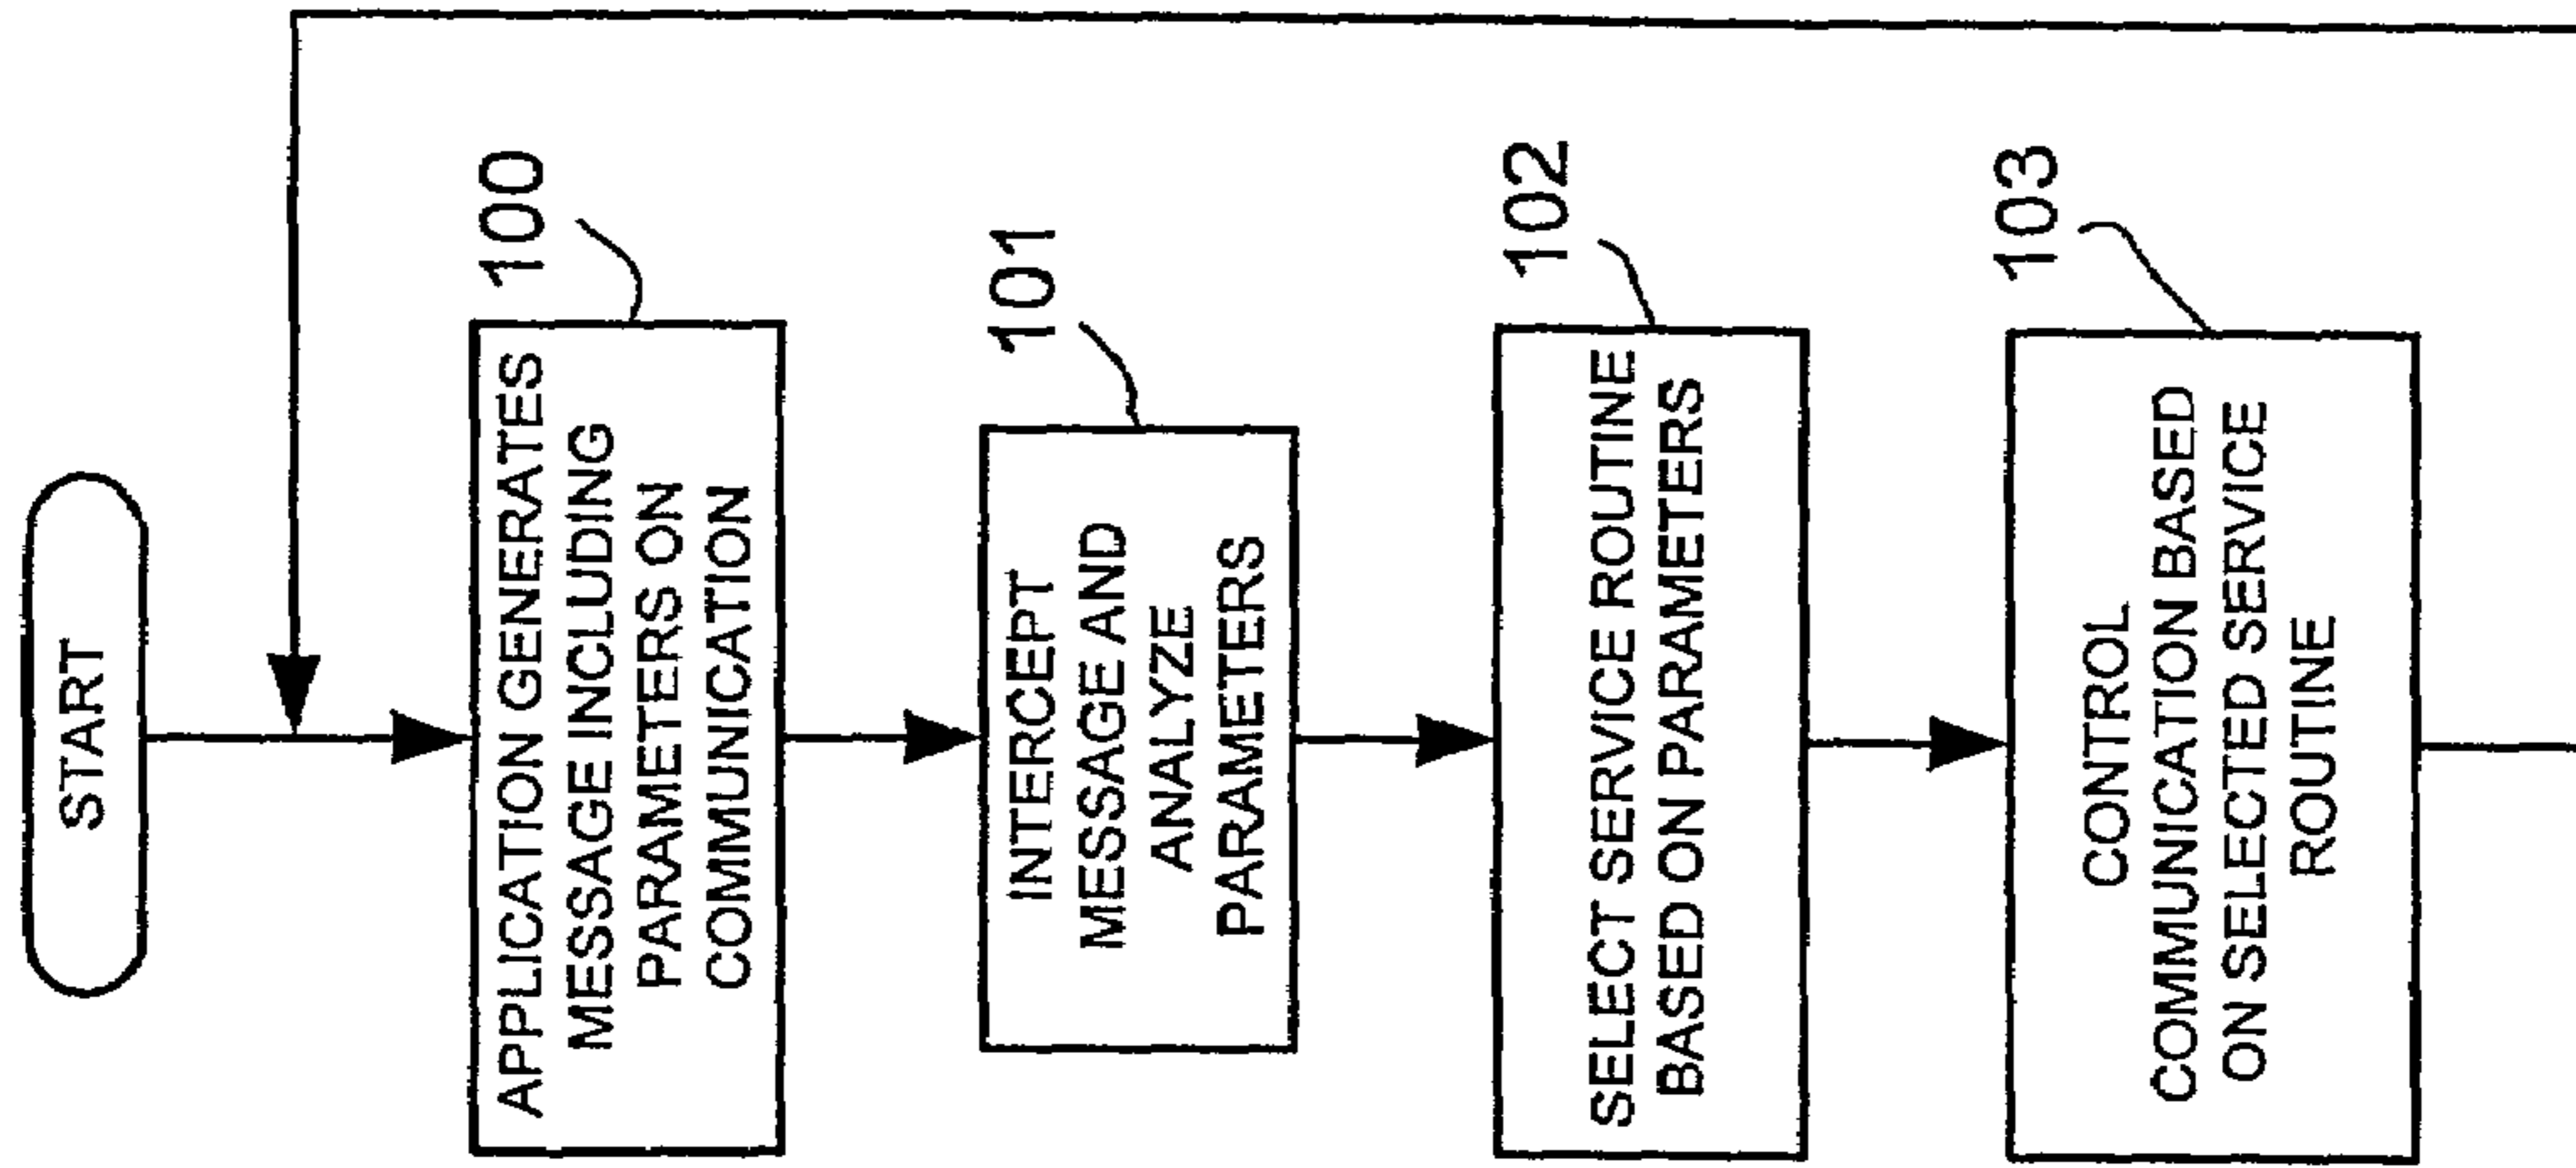 START
100
APPLICATION GENERATES
MESSAGE INCLUDING
PARAMETERS ON
COMMUNICATION
101
INTERCEPT
MESSAGE AND
ANALYZE
PARAMETERS
102
SELECT SERVICE ROUTINE
BASED ON PARAMETERS
103
CONTROL
COMMUNICATION BASED
ON SELECTED SERVICE
ROUTINE